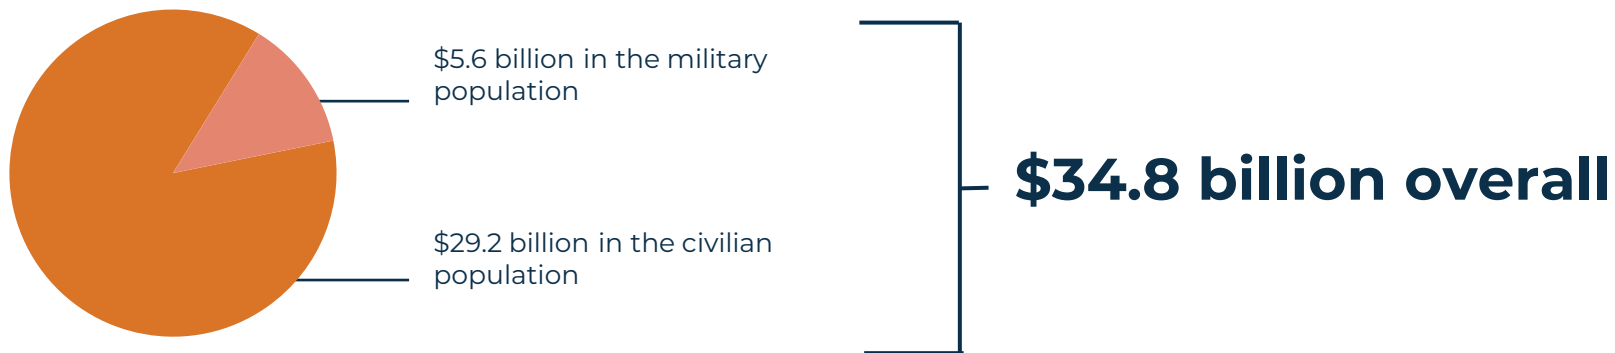 $5.6 billion in the military
population
$34.8 billion overall
$29.2 billion in the civilian
population